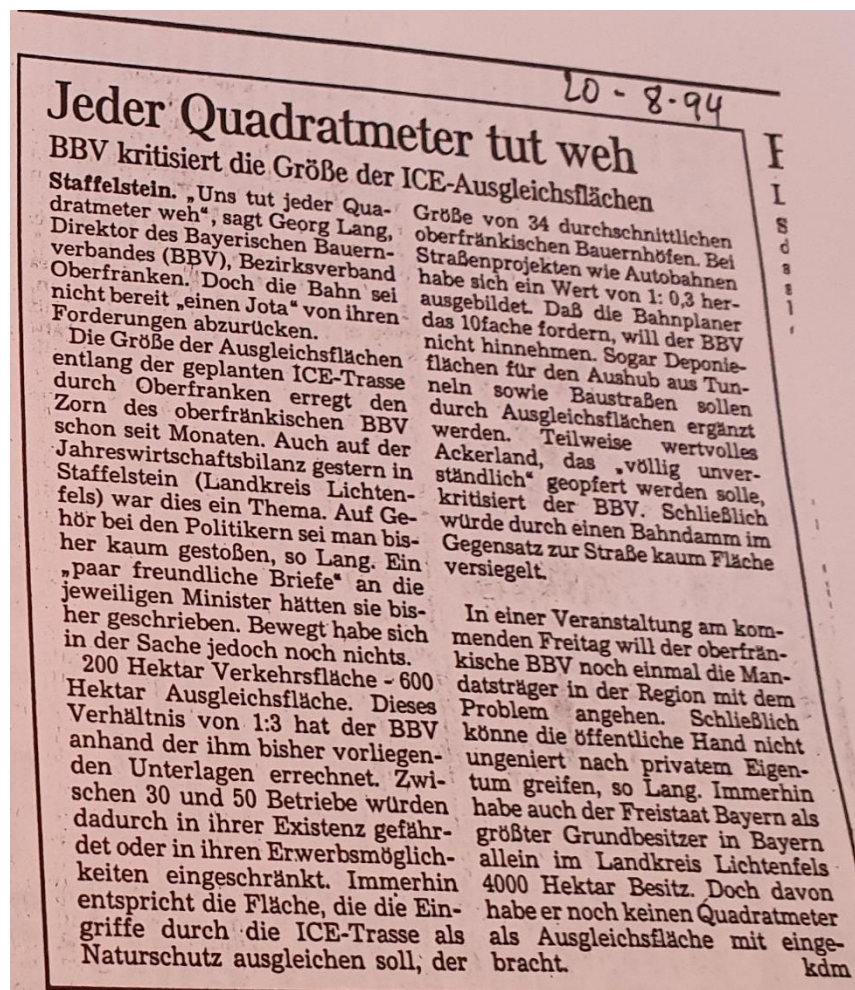 20-8-94
Jeder Quadratmeter tut weh
BBV kritisiert die Größe der ICE-Ausgleichsflächen
Staffelstein. „Uns tut jeder Qua-
dratmeter weh“, sagt Georg Lang,
Direktor des Bayerischen Bauern-
verbandes (BBV), Bezirksverband
Oberfranken. Doch die Bahn sei
nicht bereit „einen Jota“ von ihren
Forderungen abzurücken.
Die Größe der Ausgleichsflächen
entlang der geplanten ICE-Trasse
durch Oberfranken erregt den
Zorn des oberfränkischen BBV
schon seit Monaten. Auch auf der
Jahreswirtschaftsbilanz gestern in
Staffelstein (Landkreis Lichten-
fels) war dies ein Thema. Auf Ge-
hör bei den Politikern sei man bis-
her kaum gestoßen, so Lang. Ein
„paar freundliche Briefe“ an die
jeweiligen Minister hätten sie bis-
her geschrieben. Bewegt habe sich
in der Sache jedoch noch nichts.
200 Hektar Verkehrsfläche - 600
Hektar Ausgleichsfläche. Dieses
Verhältnis von 1:3 hat der BBV
anhand der ihm bisher vorliegen-
den Unterlagen errechnet. Zwi-
schen 30 und 50 Betriebe würden
dadurch in ihrer Existenz gefähr-
det oder in ihren Erwerbsmöglich-
keiten eingeschränkt. Immerhin
entspricht die Fläche, die die Ein-
griffe durch die ICE-Trasse als
Naturschutz ausgleichen soll, der
Größe von 34 durchschnittlichen
oberfränkischen Bauernhöfen. Bei
Straßenprojekten wie Autobahnen
habe sich ein Wert von 1: 0,3 her-
ausgebildet. Daß die Bahnplaner
das 10fache fordern, will der BBV
nicht hinnehmen. Sogar Deponie-
flächen für den Aushub aus Tun-
neln sowie Baustraßen sollen
durch Ausgleichsflächen ergänzt
werden. Teilweise wertvolles
Ackerland, das „völlig unver-
ständlich“ geopfert werden solle,
kritisiert der BBV. Schließlich
würde durch einen Bahndamm im
Gegensatz zur Straße kaum Fläche
versiegelt.
In einer Veranstaltung am kom-
menden Freitag will der oberfrän-
kische BBV noch einmal die Man-
datsträger in der Region mit dem
Problem angehen. Schließlich
könne die öffentliche Hand nicht
ungeniert nach privatem Eigen-
tum greifen, so Lang. Immerhin
habe auch der Freistaat Bayern als
größter Grundbesitzer in Bayern
allein im Landkreis Lichtenfels
4000 Hektar Besitz. Doch davon
habe er noch keinen Quadratmeter
als Ausgleichsfläche mit einge-
bracht. kdm